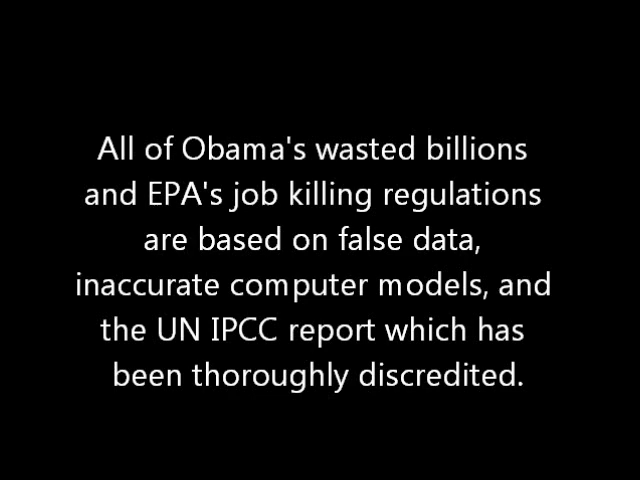 All of Obama's wasted billions
and EPA's job killing regulations
are based on false data,
inaccurate computer models, and
the UN IPCC report which has
been thoroughly discredited.